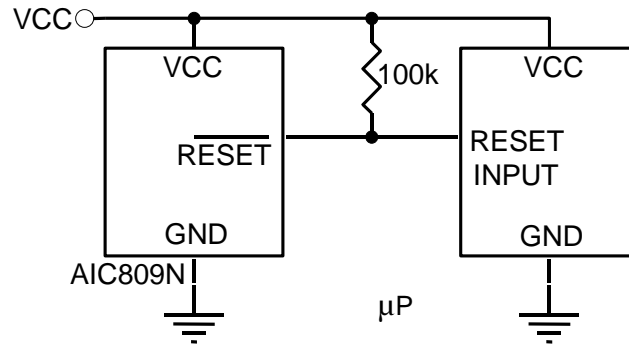 VCC
VCC
100k
VCC
RESET
RESET
INPUT
GND
GND
AIC809N
μP